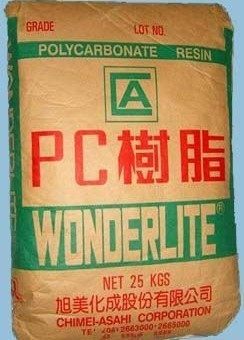 GRADE LOT NO.
POLYCARBONATE RESIN
CA
PC樹脂
WONDERLITE®
NET 25 KGS
旭美化成股份有限公司
CHIMEI-ASAHI CORPORATION